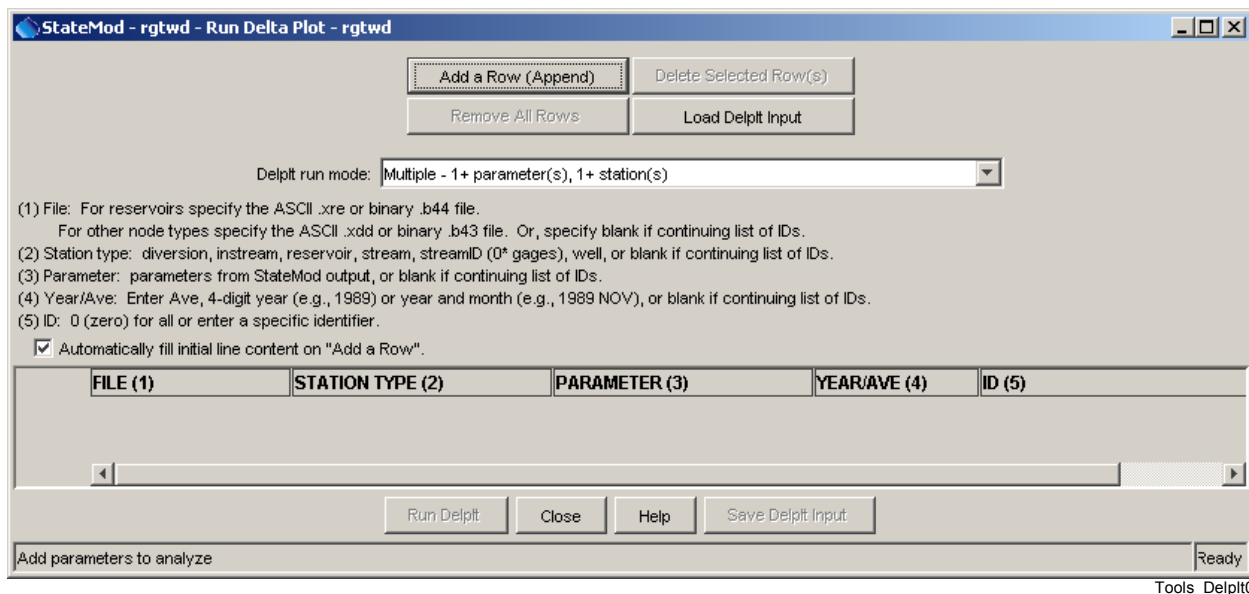 StateMod - rgtwd - Run Delta Plot - rgtwd
Add a Row (Append) Delete Selected Row(s)
Remove All Rows Load Delplt Input
Delplt run mode: Multiple - 1+ parameter(s), 1+ station(s)
(1) File: For reservoirs specify the ASCII .xre or binary .b44 file.
For other node types specify the ASCII .xdd or binary .b43 file. Or, specify blank if continuing list of IDs.
(2) Station type: diversion, instream, reservoir, stream, streamID (0* gages), well, or blank if continuing list of IDs.
(3) Parameter: parameters from StateMod output, or blank if continuing list of IDs.
(4) Year/Ave: Enter Ave, 4-digit year (e.g., 1989) or year and month (e.g., 1989 NOV), or blank if continuing list of IDs.
(5) ID: 0 (zero) for all or enter a specific identifier.
Automatically fill initial line content on "Add a Row".
FILE (1) STATION TYPE (2) PARAMETER (3) YEAR/AVE (4) ID (5)
Run Delplt Close Help Save Delplt Input
Add parameters to analyze Ready
Tools_Delplt0